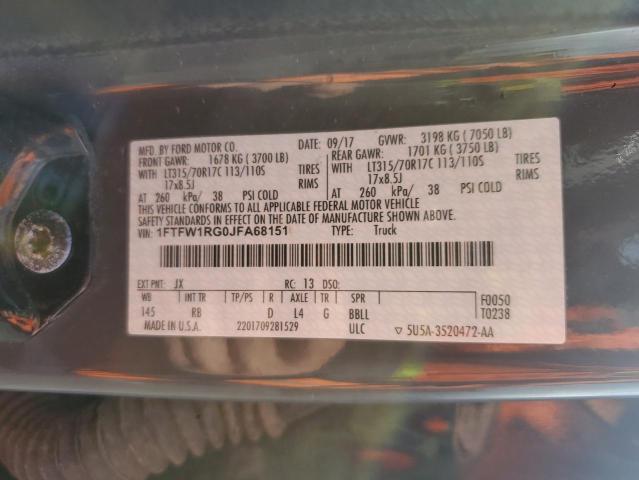 MFD. BY FORD MOTOR CO.
DATE: 09/17 GVWR: 3198 KG ( 7050 LB)
FRONT GAWR: 1678 KG ( 3700 LB)
REAR GAWR: 1701 KG ( 3750 LB)
WITH LT315/70R17C 113/110S TIRES
WITH LT315/70R17C 113/110S TIRES
17x8.5J RIMS
17x8.5J RIMS
AT 260 kPa/ 38 PSI COLD
AT 260 kPa/ 38 PSI COLD
THIS VEHICLE CONFORMS TO ALL APPLICABLE FEDERAL MOTOR VEHICLE
SAFETY STANDARDS IN EFFECT ON THE DATE OF MANUFACTURE SHOWN ABOVE.
VIN: 1FTFW1RG0JFA68151 TYPE: Truck
EXT PNT: JX RC: 13 DSO:
WB INT TR TP/PS R AXLE TR SPR F0050
145 RB D L4 G BBLL T0238
MADE IN U.S.A. 2201709281529 ULC ▽ 5U5A-3520472-AA